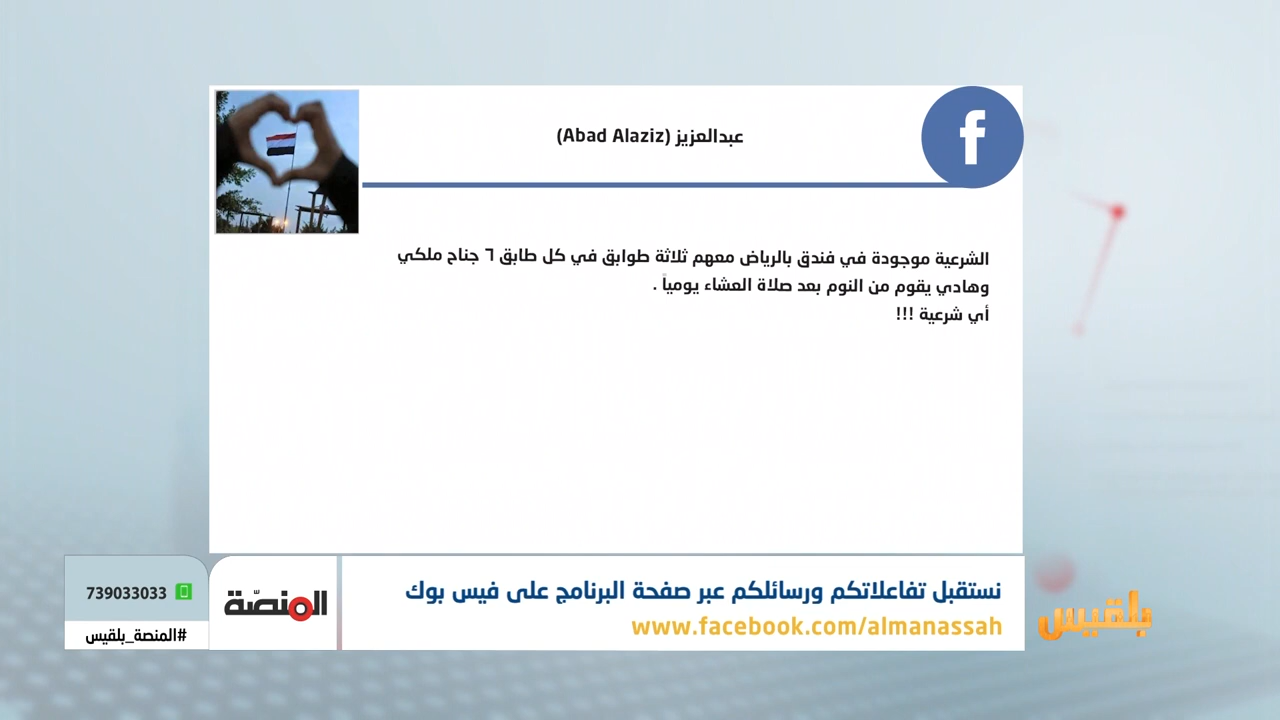 عبدالعزيز (Abad Alaziz)
f
الشرعية موجودة في فندق بالرياض معهم ثلاثة طوابق في كل طابق ٦ جناح ملكي
وهادي يقوم من النوم بعد صلاة العشاء يومياً .
أي شرعية !!!
نستقبل تفاعلاتكم ورسائلكم عبر صفحة البرنامج على فيس بوك
www.facebook.com/almanassah
المنصّة
739033033
#المنصة_بلقيس
بلقيس